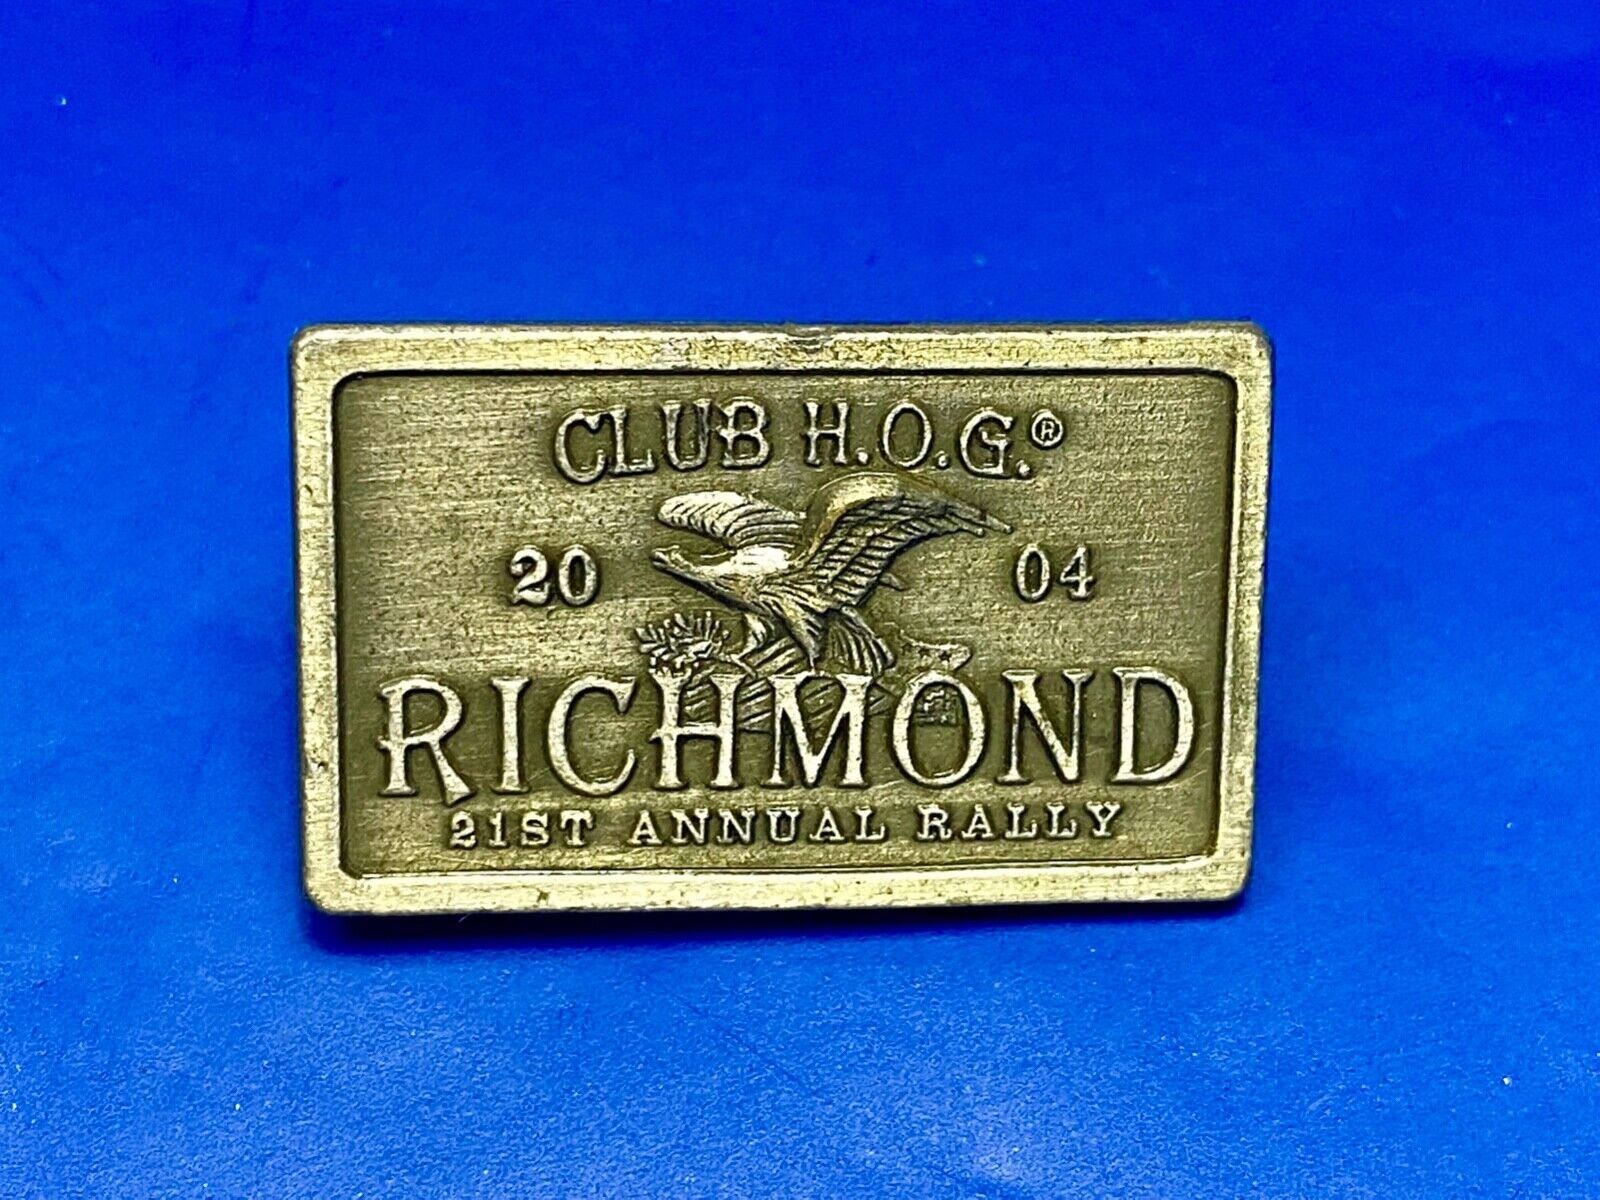 CLUB H.O.G.®
20 04
RICHMOND
21ST ANNUAL RALLY